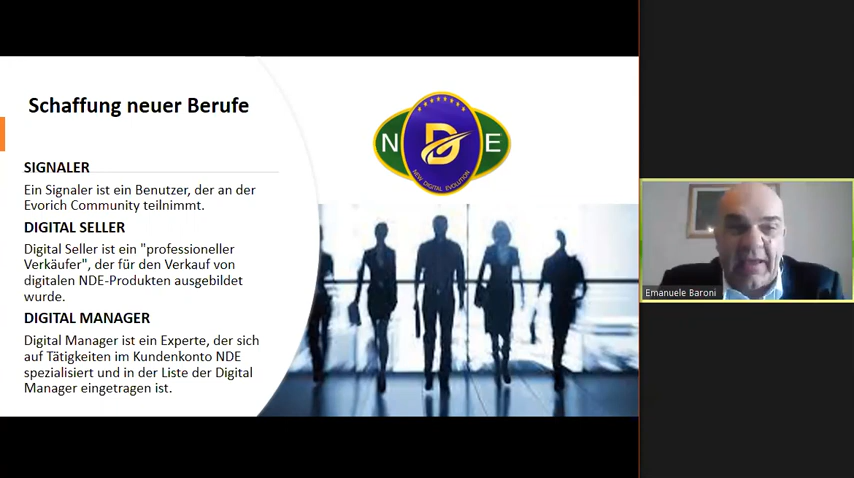 Schaffung neuer Berufe
N D E
NEW DIGITAL EVOLUTION
SIGNALER
Ein Signaler ist ein Benutzer, der an der
Evorich Community teilnimmt.
DIGITAL SELLER
Digital Seller ist ein "professioneller
Verkäufer", der für den Verkauf von
digitalen NDE-Produkten ausgebildet
wurde.
DIGITAL MANAGER
Digital Manager ist ein Experte, der sich
auf Tätigkeiten im Kundenkonto NDE
spezialisiert und in der Liste der Digital
Manager eingetragen ist.
Emanuele Baroni